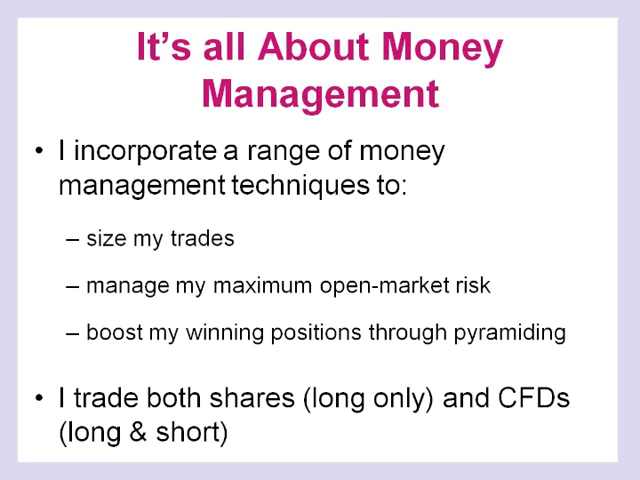 It's all About Money
Management
• I incorporate a range of money
management techniques to:
– size my trades
– manage my maximum open-market risk
– boost my winning positions through pyramiding
• I trade both shares (long only) and CFDs
(long & short)